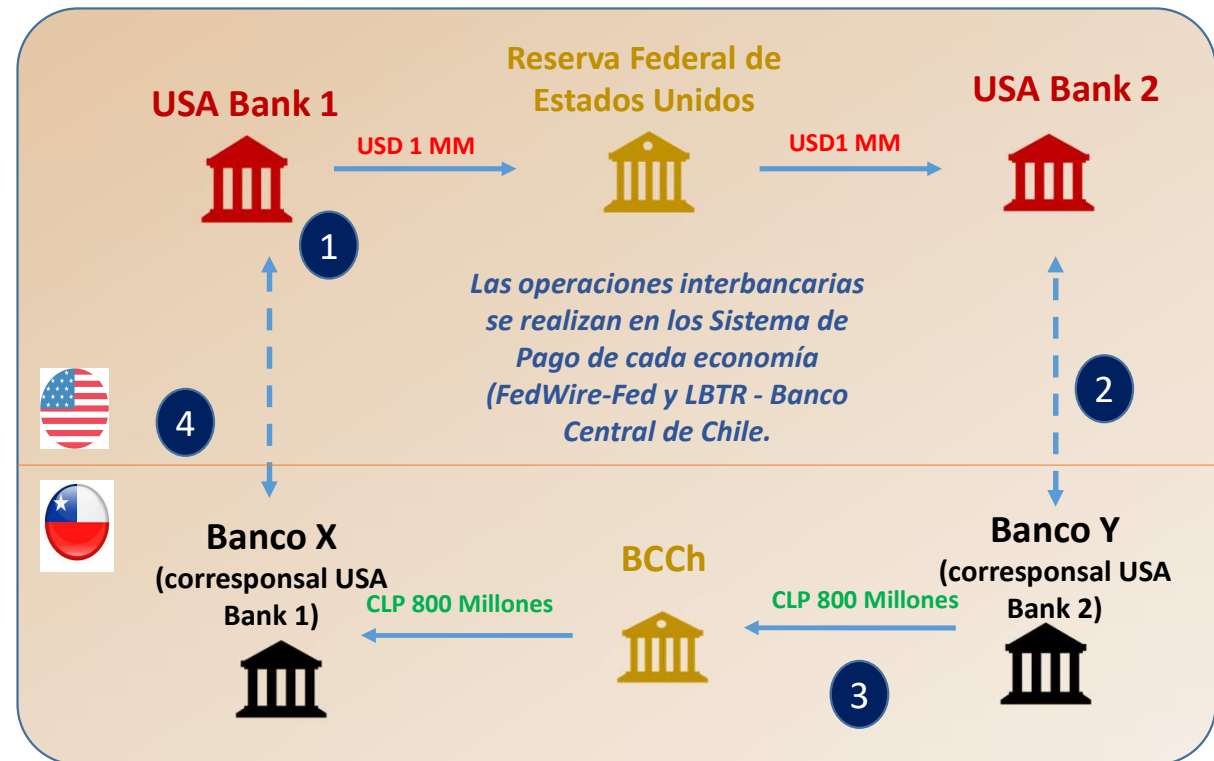 Reserva Federal de
Estados Unidos
USA Bank 1
USA Bank 2
USD 1 MM
USD1 MM
1
Las operaciones interbancarias
se realizan en los Sistema de
Pago de cada economía
(FedWire-Fed y LBTR - Banco
Central de Chile.
2
4
Banco X
(corresponsal USA
Bank 1)
BCCh
Banco Y
(corresponsal USA
Bank 2)
CLP 800 Millones
CLP 800 Millones
3